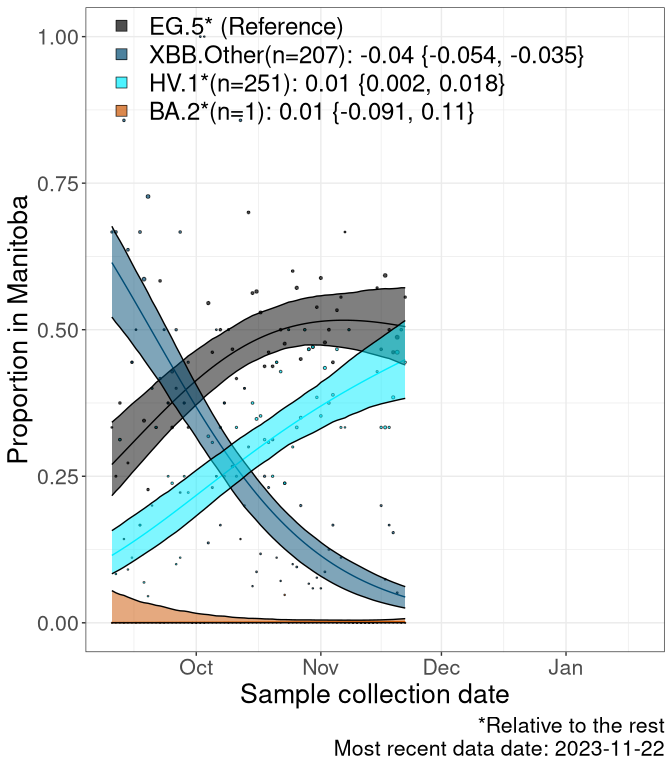 EG.5* (Reference)
XBB.Other(n=207): -0.04 {-0.054, -0.035}
HV.1*(n=251): 0.01 {0.002, 0.018}
BA.2*(n=1): 0.01 {-0.091, 0.11}
1.00
0.75
0.50
0.25
0.00
Proportion in Manitoba
Oct Nov Dec Jan
Sample collection date
*Relative to the rest
Most recent data date: 2023-11-22